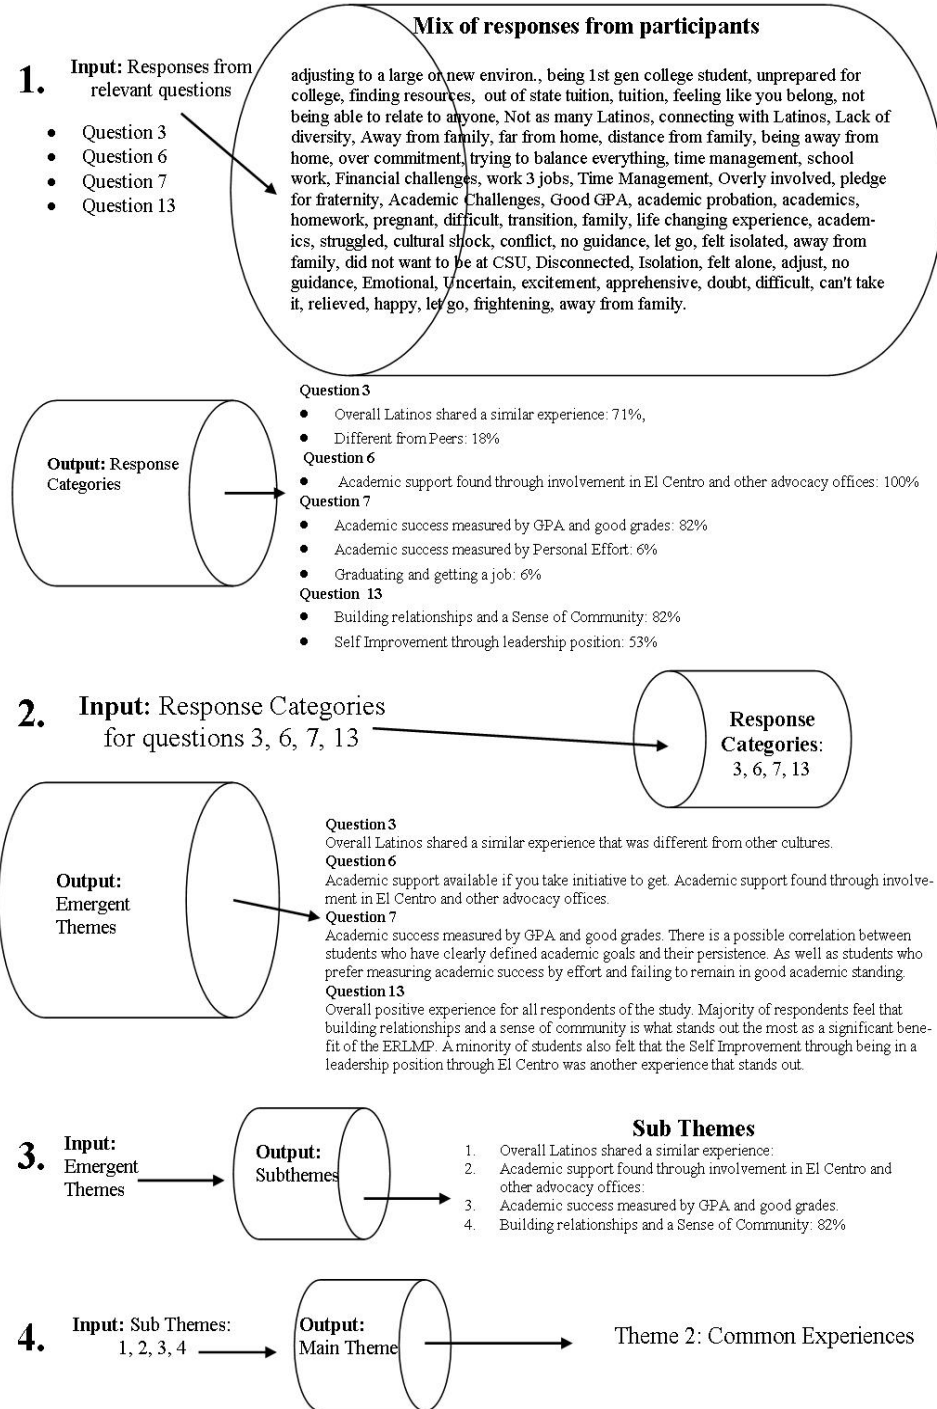 Mix of responses from participants
1.
Input: Responses from
relevant questions
• Question 3
• Question 6
• Question 7
• Question 13
adjusting to a large or new environ., being 1st gen college student, unprepared for
college, finding resources, out of state tuition, tuition, feeling like you belong, not
being able to relate to anyone, Not as many Latinos, connecting with Latinos, Lack of
diversity, Away from family, far from home, distance from family, being away from
home, over commitment, trying to balance everything, time management, school
work, Financial challenges, work 3 jobs, Time Management, Overly involved, pledge
for fraternity, Academic Challenges, Good GPA, academic probation, academics,
homework, pregnant, difficult, transition, family, life changing experience, academ-
ics, struggled, cultural shock, conflict, no guidance, let go, felt isolated, away from
family, did not want to be at CSU, Disconnected, Isolation, felt alone, adjust, no
guidance, Emotional, Uncertain, excitement, apprehensive, doubt, difficult, can't take
it, relieved, happy, let go, frightening, away from family.
Output: Response
Categories
Question 3
• Overall Latinos shared a similar experience: 71%,
• Different from Peers: 18%
Question 6
• Academic support found through involvement in El Centro and other advocacy offices: 100%
Question 7
• Academic success measured by GPA and good grades: 82%
• Academic success measured by Personal Effort: 6%
• Graduating and getting a job: 6%
Question 13
• Building relationships and a Sense of Community: 82%
• Self Improvement through leadership position: 53%
2.
Input: Response Categories
for questions 3, 6, 7, 13
Response
Categories:
3, 6, 7, 13
Output:
Emergent
Themes
Question 3
Overall Latinos shared a similar experience that was different from other cultures.
Question 6
Academic support available if you take initiative to get. Academic support found through involve-
ment in El Centro and other advocacy offices.
Question 7
Academic success measured by GPA and good grades. There is a possible correlation between
students who have clearly defined academic goals and their persistence. As well as students who
prefer measuring academic success by effort and failing to remain in good academic standing.
Question 13
Overall positive experience for all respondents of the study. Majority of respondents feel that
building relationships and a sense of community is what stands out the most as a significant bene-
fit of the ERLMP. A minority of students also felt that the Self Improvement through being in a
leadership position through El Centro was another experience that stands out.
3.
Input:
Emergent
Themes
Output:
Subthemes
Sub Themes
1. Overall Latinos shared a similar experience:
2. Academic support found through involvement in El Centro and
other advocacy offices:
3. Academic success measured by GPA and good grades.
4. Building relationships and a Sense of Community: 82%
4.
Input: Sub Themes:
1, 2, 3, 4
Output:
Main Theme
Theme 2: Common Experiences